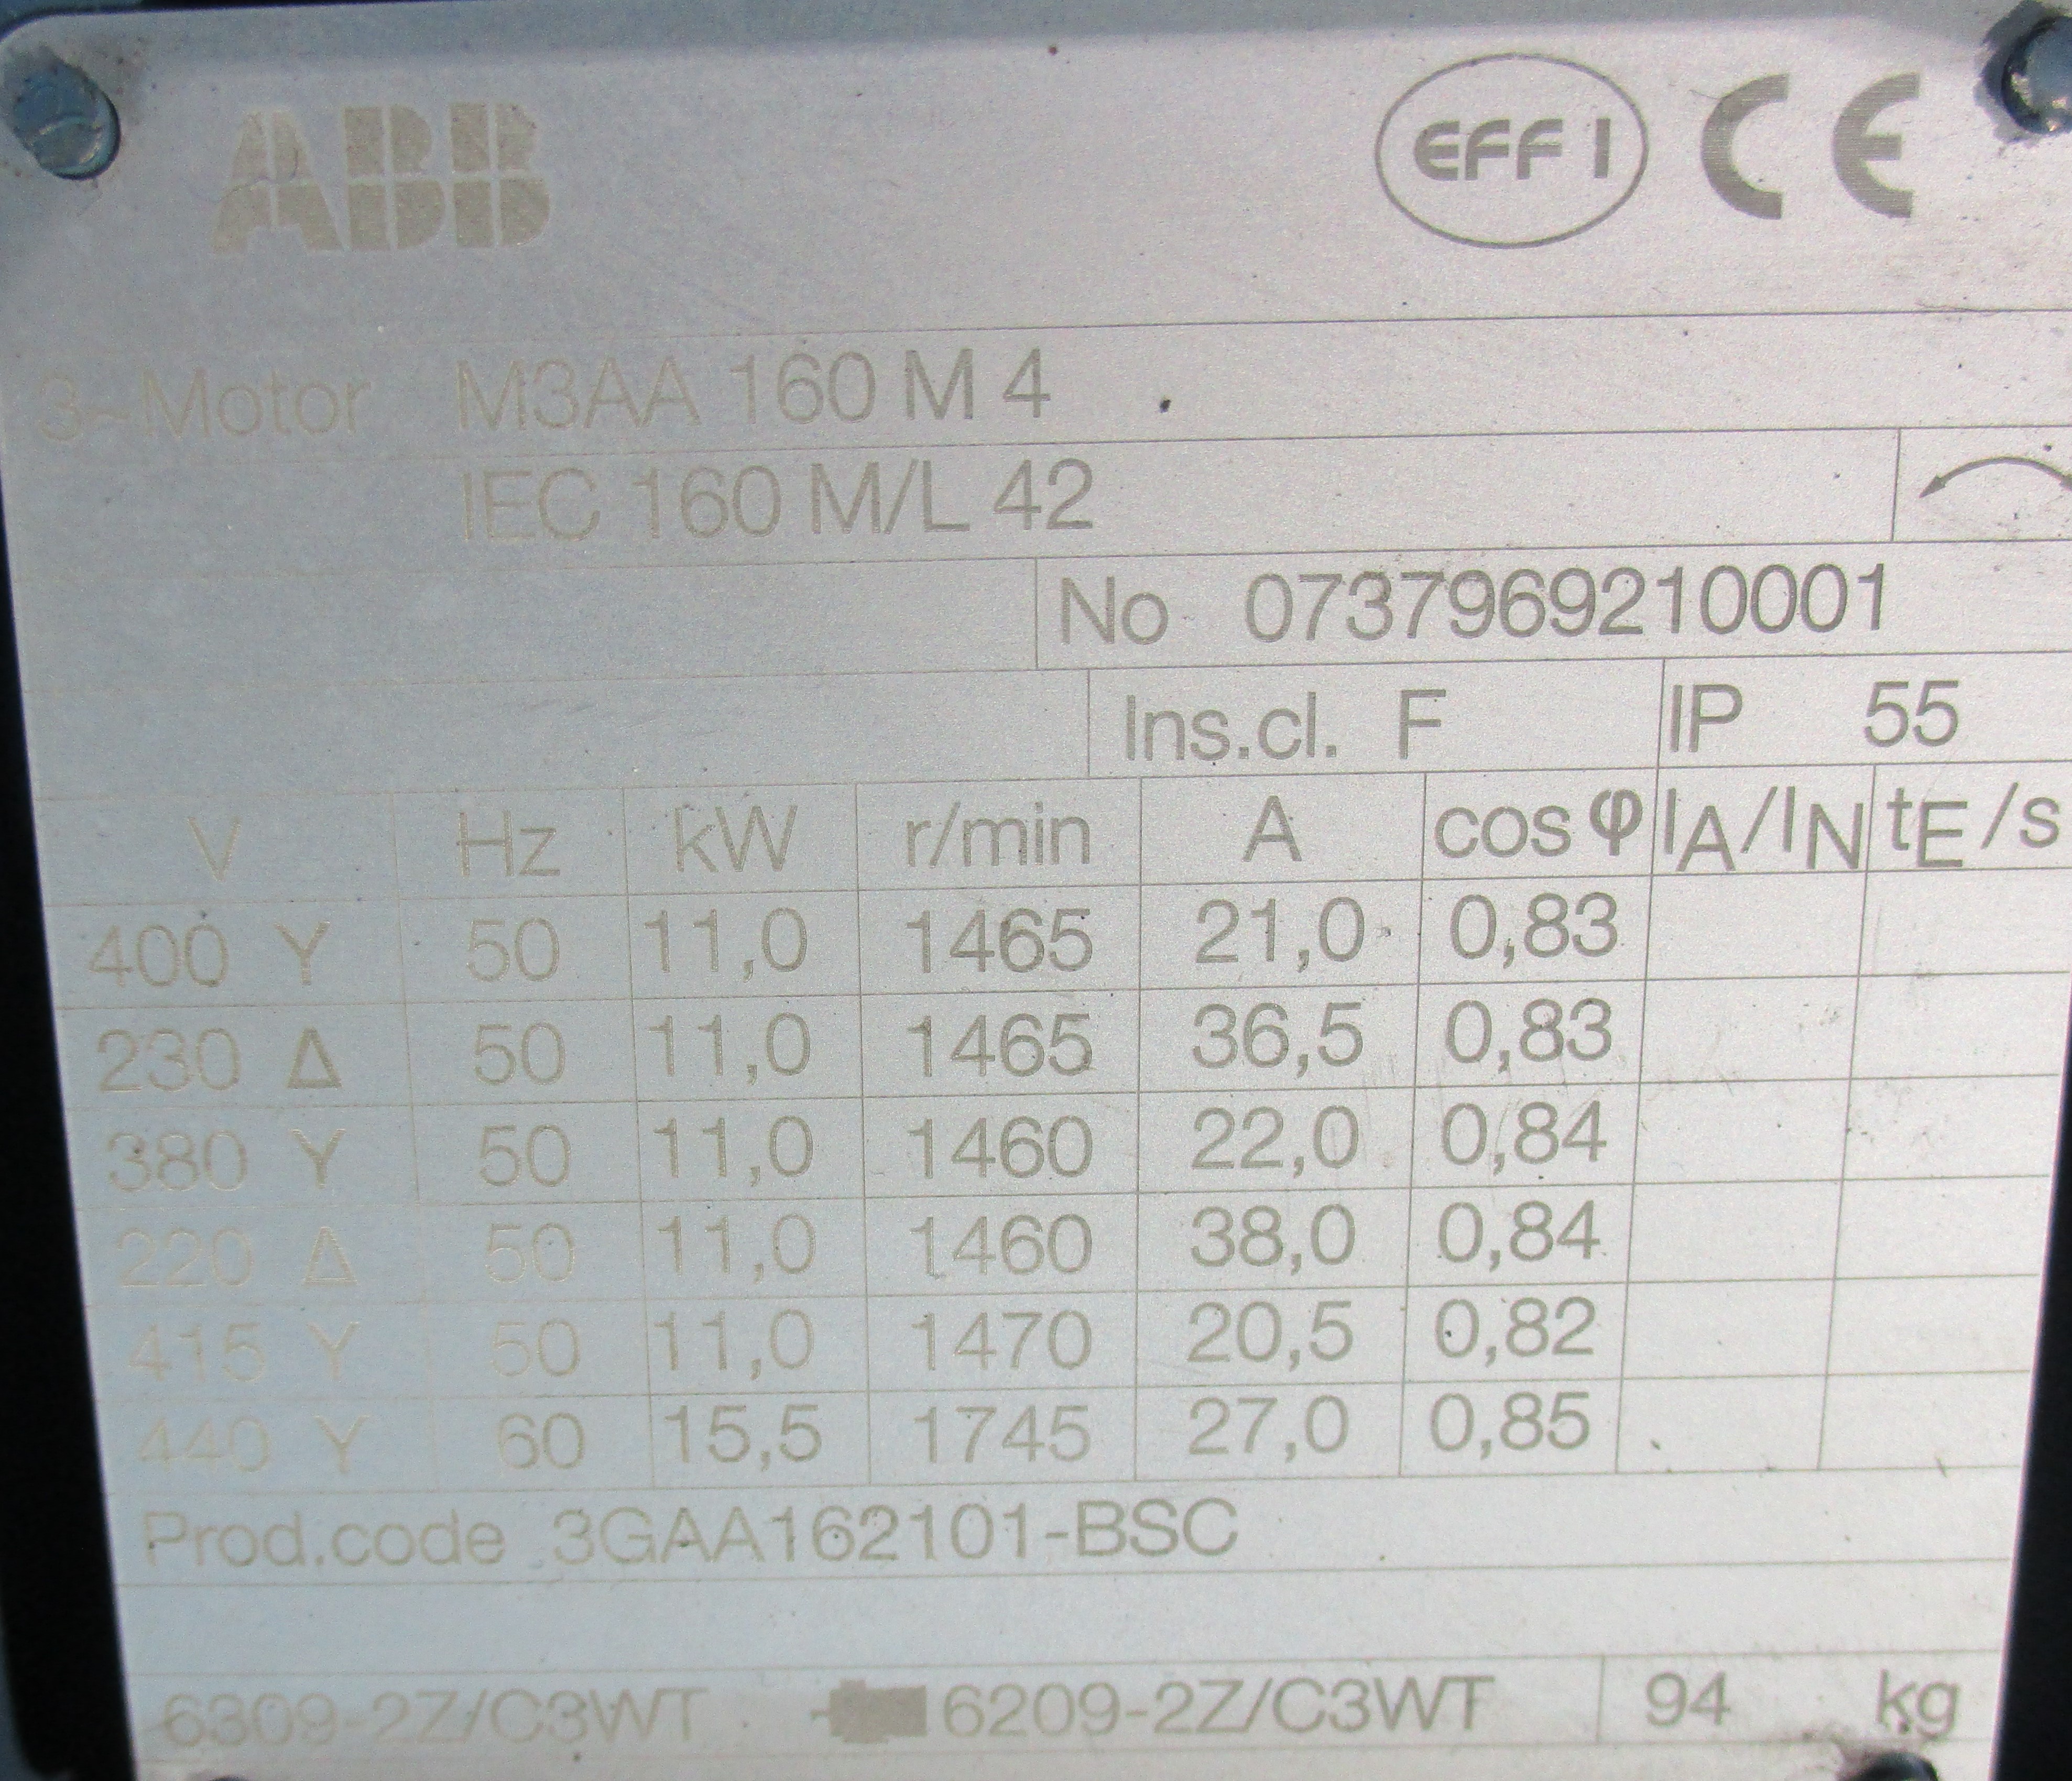 ABB EFF 1 CE
3~Motor M3AA 160 M 4
IEC 160 M/L 42
No 0737969210001
Ins.cl. F IP 55
V Hz kW r/min A cos φ IA/IN tE/s
400 Y 50 11,0 1465 21,0 0,83
230 Δ 50 11,0 1465 36,5 0,83
380 Y 50 11,0 1460 22,0 0,84
220 Δ 50 11,0 1460 38,0 0,84
415 Y 50 11,0 1470 20,5 0,82
440 Y 60 15,5 1745 27,0 0,85
Prod.code 3GAA162101-BSC
6309-2Z/C3WT 6209-2Z/C3WT 94 kg